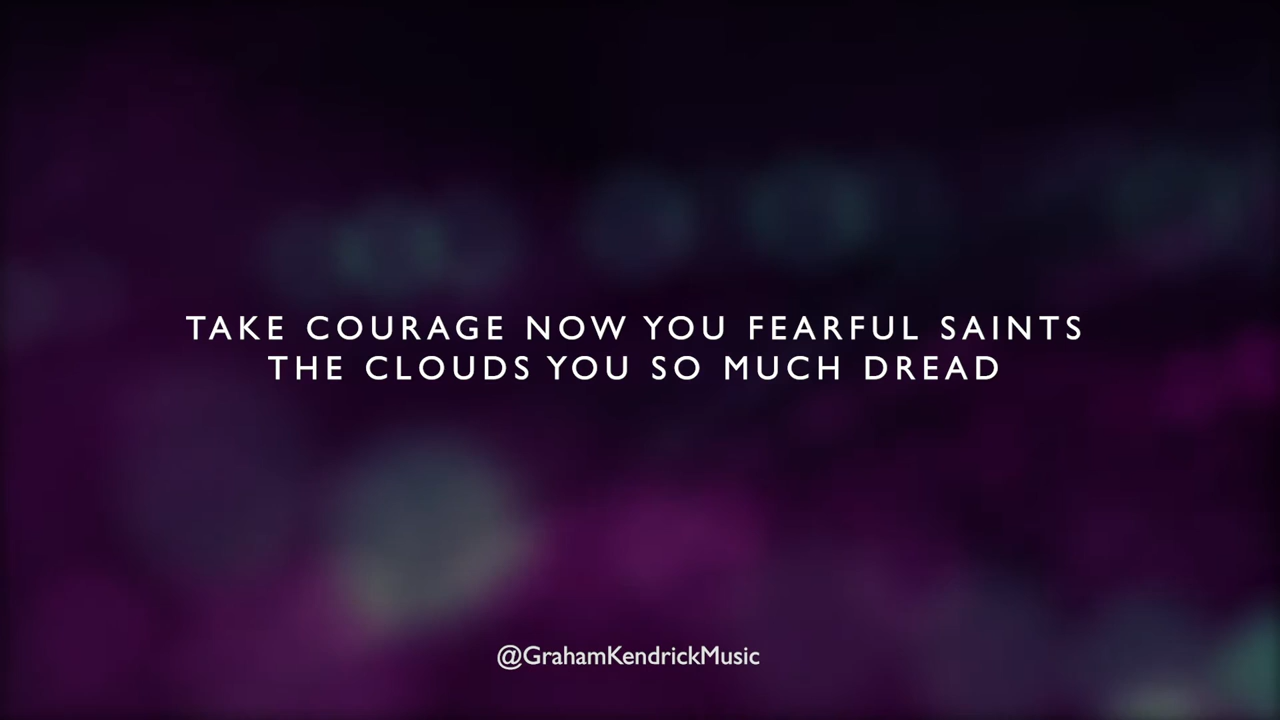 TAKE COURAGE NOW YOU FEARFUL SAINTS
THE CLOUDS YOU SO MUCH DREAD
@GrahamKendrickMusic